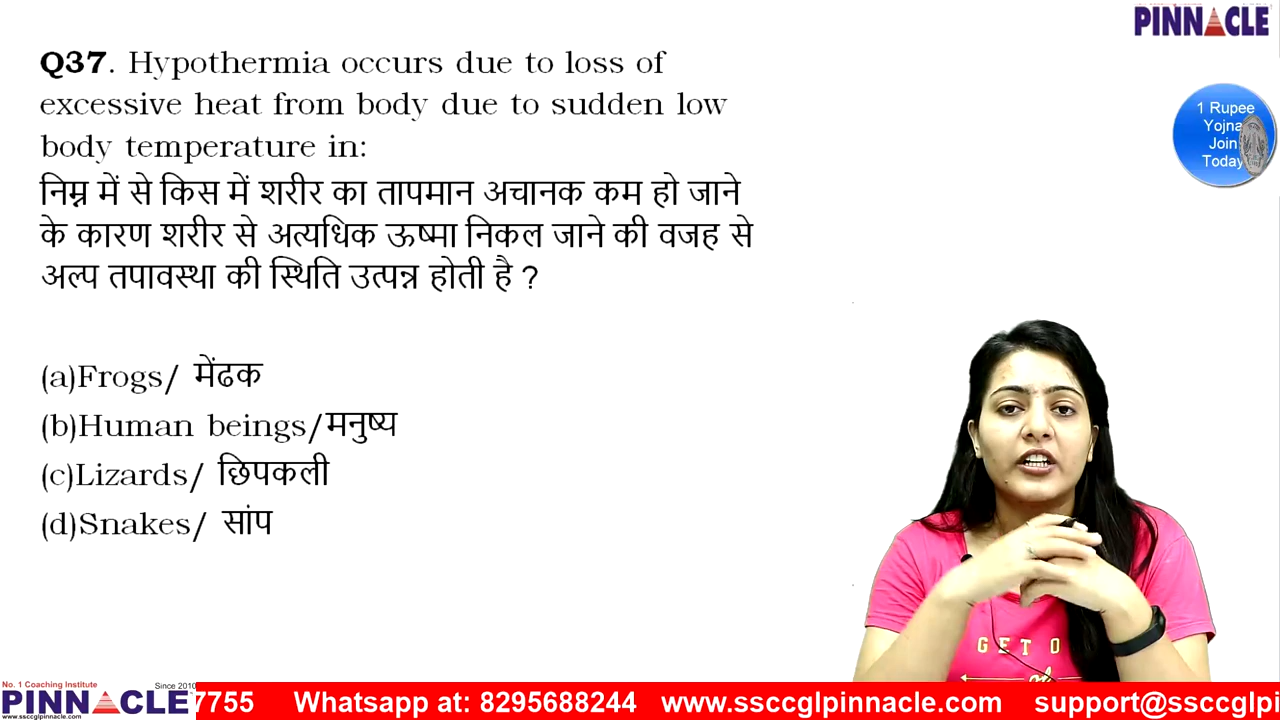 PINNACLE
Q37. Hypothermia occurs due to loss of
excessive heat from body due to sudden low
body temperature in:
निम्न में से किस में शरीर का तापमान अचानक कम हो जाने
के कारण शरीर से अत्यधिक ऊष्मा निकल जाने की वजह से
अल्प तपावस्था की स्थिति उत्पन्न होती है ?
1 Rupee
Yojna
Join
Today
(a)Frogs/ मेंढक
(b)Human beings/मनुष्य
(c)Lizards/ छिपकली
(d)Snakes/ सांप
GET O
No. 1 Coaching Institute Since 2010
PINNACLE
www.ssccglpinnacle.com
7755 Whatsapp at: 8295688244 www.ssccglpinnacle.com support@ssccglpi